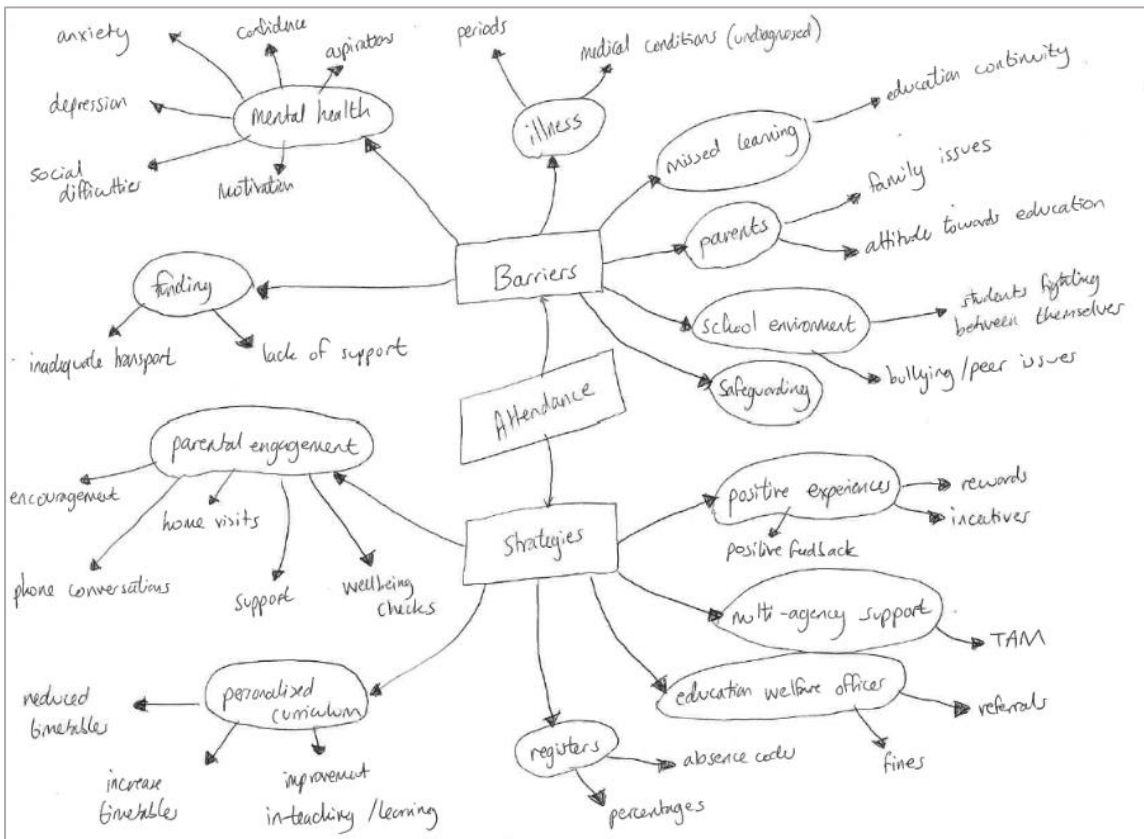 anxiety
confidence
aspirations
depression
mental health
social
difficulties
motivation
periods
medical conditions (undiagnosed)
illness
missed learning
education continuity
parents
family issues
attitude towards education
Barriers
funding
inadequate transport
lack of support
school environment
students fighting
between themselves
bullying/peer issues
Safeguarding
Attendance
parental engagement
encouragement
home visits
phone conversations
support
wellbeing
checks
Strategies
positive experiences
rewards
incentives
positive feedback
multi-agency support
TAM
education welfare officer
referrals
fines
personalised
curriculum
reduced
timetables
increase
timetables
improvement
in-teaching/learning
registers
absence codes
percentages